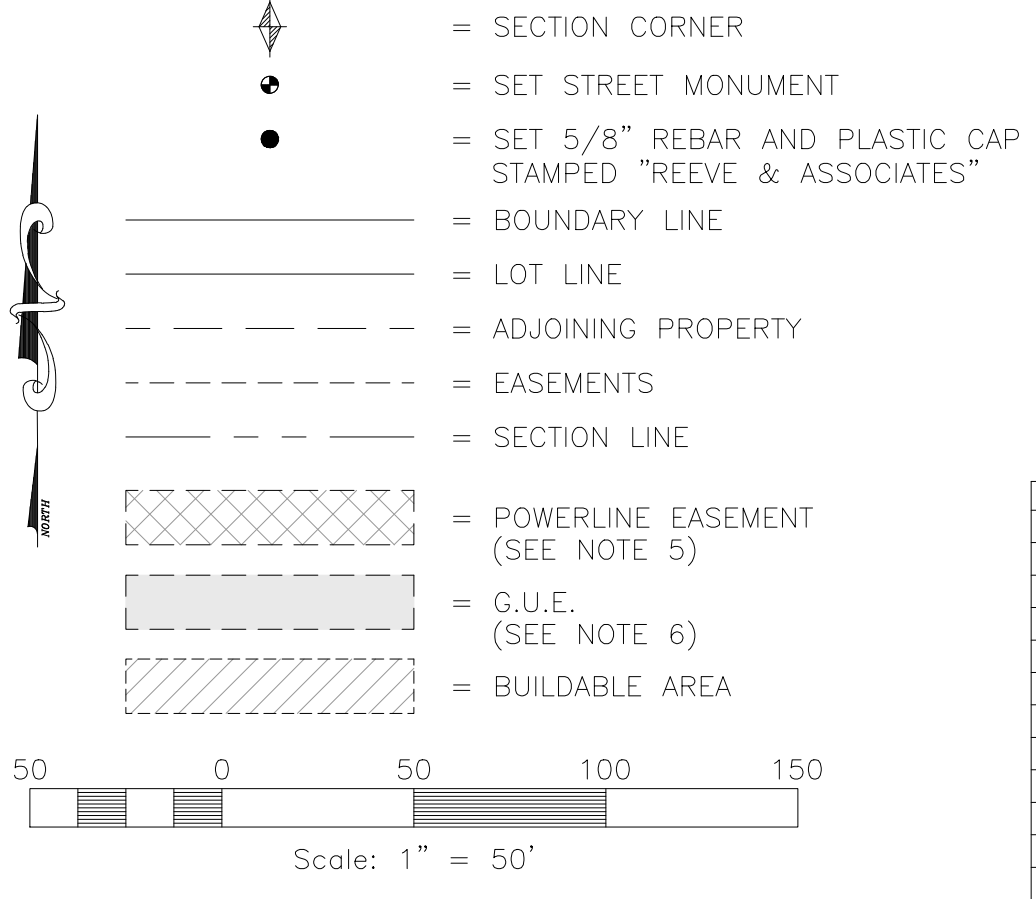 = SECTION CORNER
= SET STREET MONUMENT
= SET 5/8" REBAR AND PLASTIC CAP
STAMPED "REEVE & ASSOCIATES"
= BOUNDARY LINE
= LOT LINE
= ADJOINING PROPERTY
= EASEMENTS
= SECTION LINE
NORTH
= POWERLINE EASEMENT
(SEE NOTE 5)
= G.U.E.
(SEE NOTE 6)
= BUILDABLE AREA
50 0 50 100 150
Scale: 1" = 50'